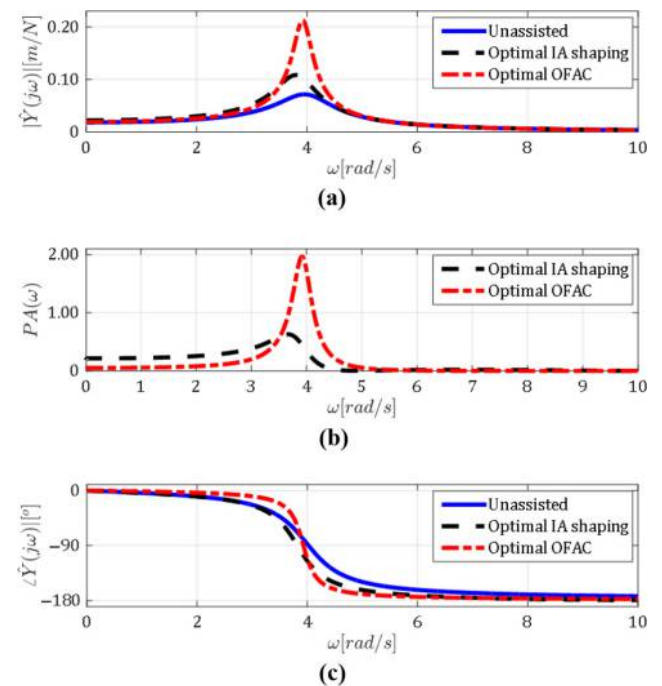 |Ŷ(jω)|[m/N]
0.20
0.10
0
Unassisted
Optimal IA shaping
Optimal OFAC
0 2 4 6 8 10
ω[rad/s]
(a)
PA(ω)
2.00
1.00
0
Optimal IA shaping
Optimal OFAC
0 1 2 3 4 5 6 7 8 9 10
ω[rad/s]
(b)
∠Ŷ(jω)|[º]
0
−90
−180
Unassisted
Optimal IA shaping
Optimal OFAC
0 2 4 6 8 10
ω[rad/s]
(c)